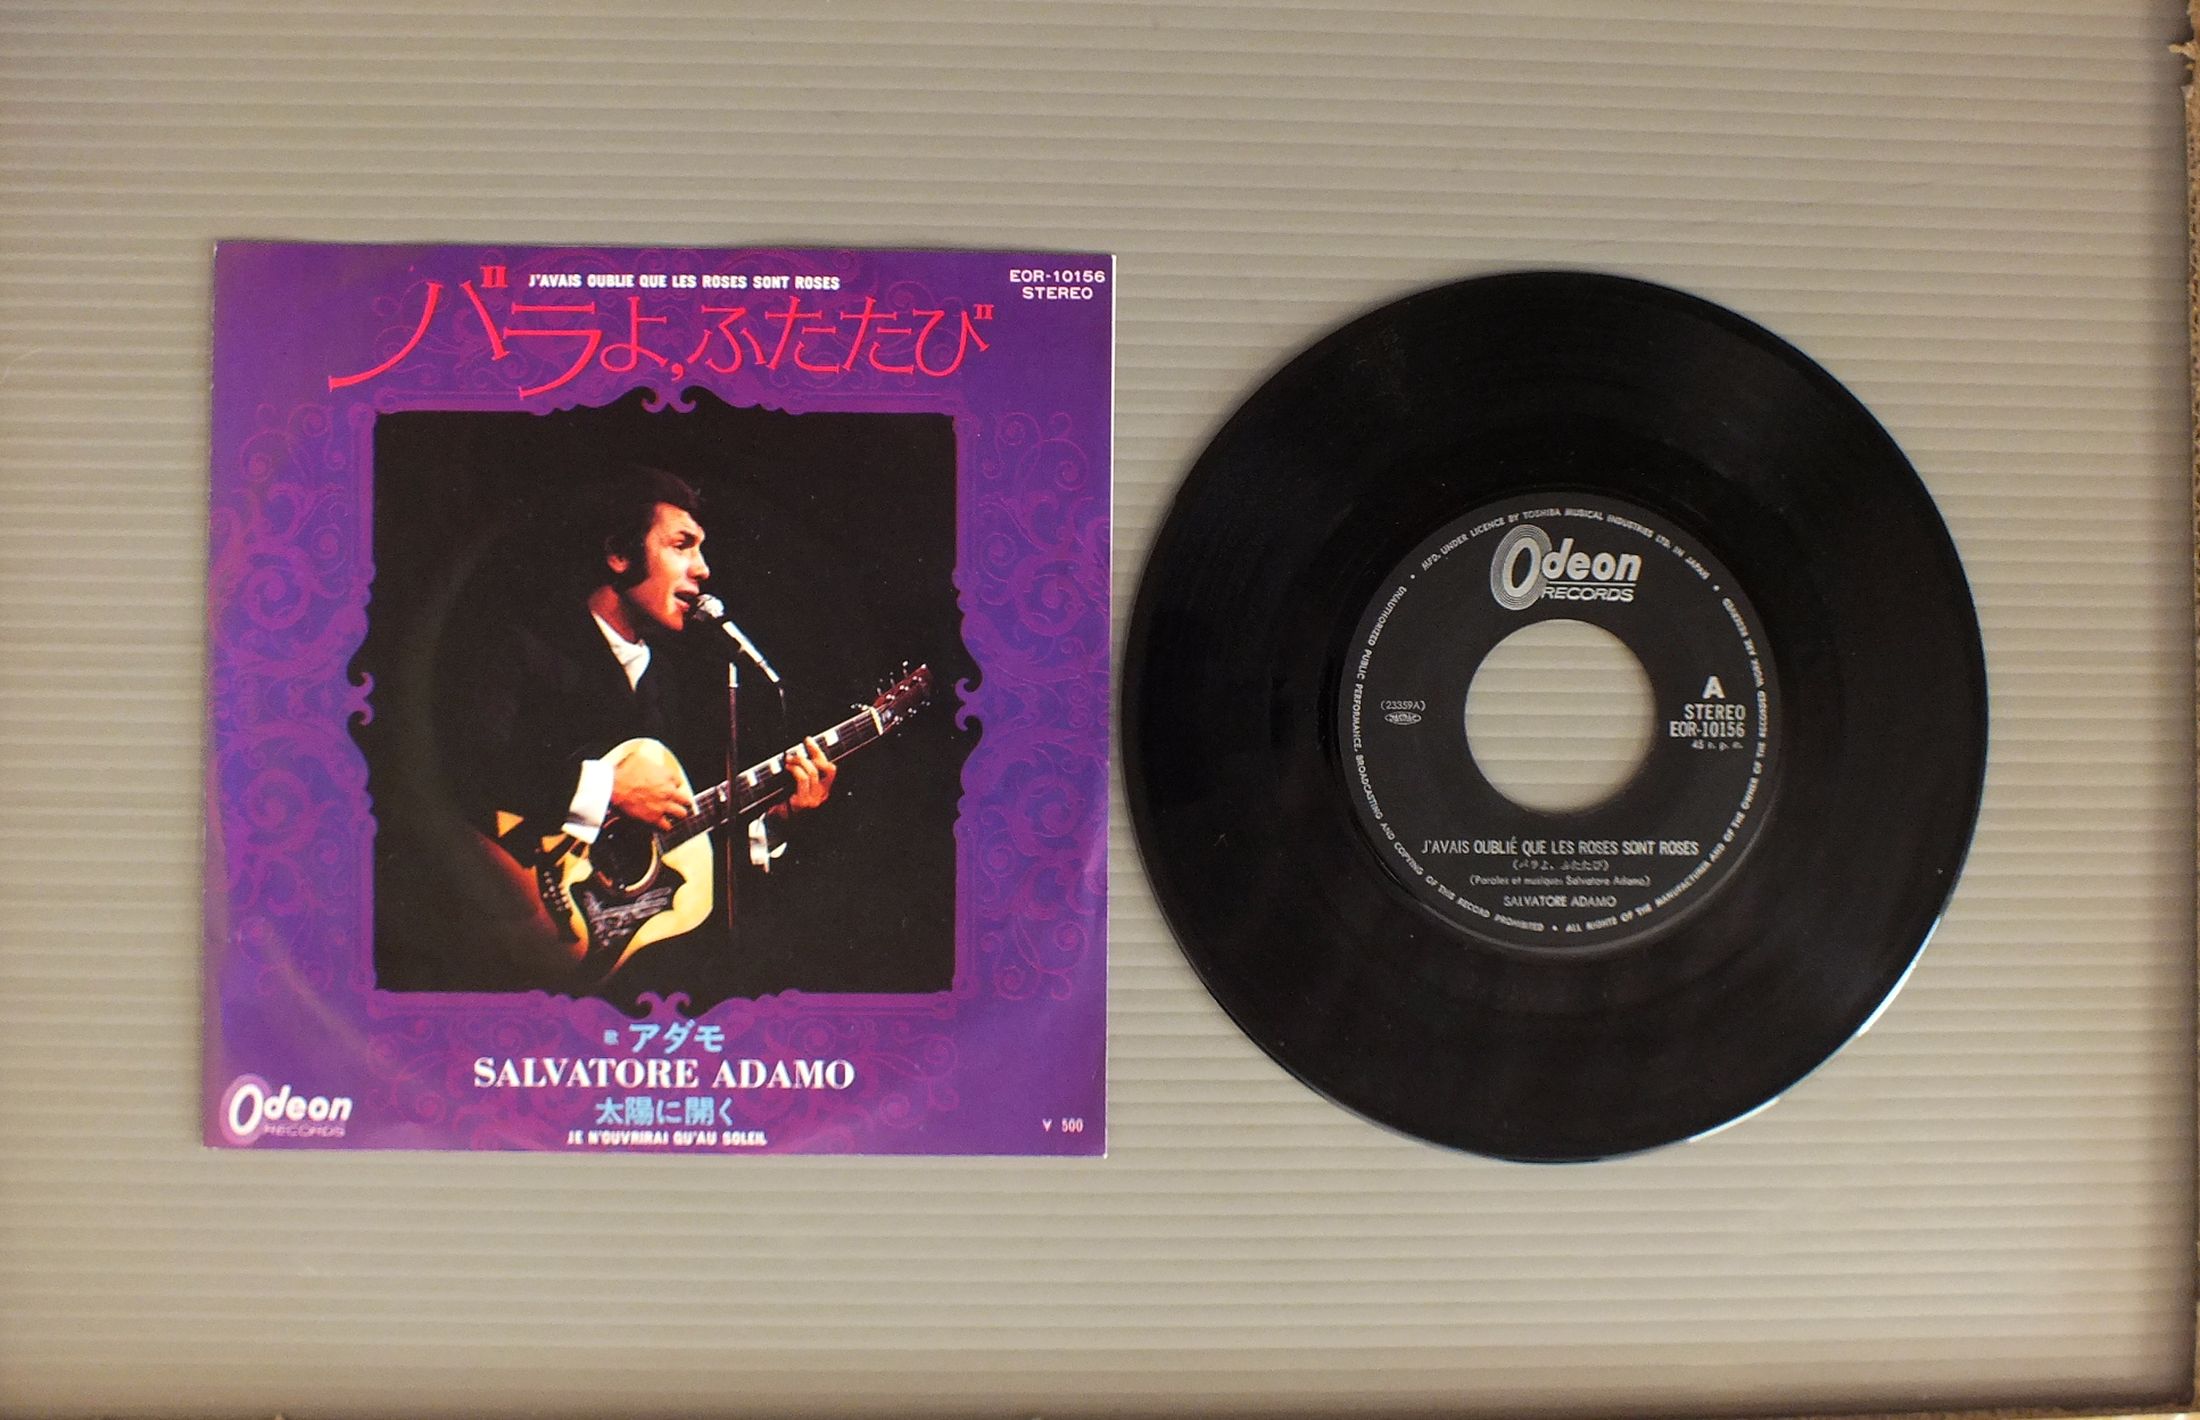 J'AVAIS OUBLIE QUE LES ROSES SONT ROSES
"バラよ,ふたたび"
EOR-10156
STEREO
歌 アダモ
SALVATORE ADAMO
太陽に開く
JE N'OUVRIRAI QU'AU SOLEIL
Odeon
RECORDS
¥ 500
MFD. UNDER LICENCE BY TOSHIBA MUSICAL INDUSTRIES LTD. IN JAPAN • ALL RIGHTS OF THE MANUFACTURER AND OF THE OWNER OF THE RECORDED WORK ARE RESERVED • UNAUTHORIZED PUBLIC PERFORMANCE, BROADCASTING AND COPYING OF THIS RECORD PROHIBITED •
Odeon
RECORDS
(23359A)
A
STEREO
EOR-10156
45 r. p. m.
J'AVAIS OUBLIÉ QUE LES ROSES SONT ROSES
(バラよ、ふたたび)
(Paroles et musique: Salvatore Adamo)
SALVATORE ADAMO